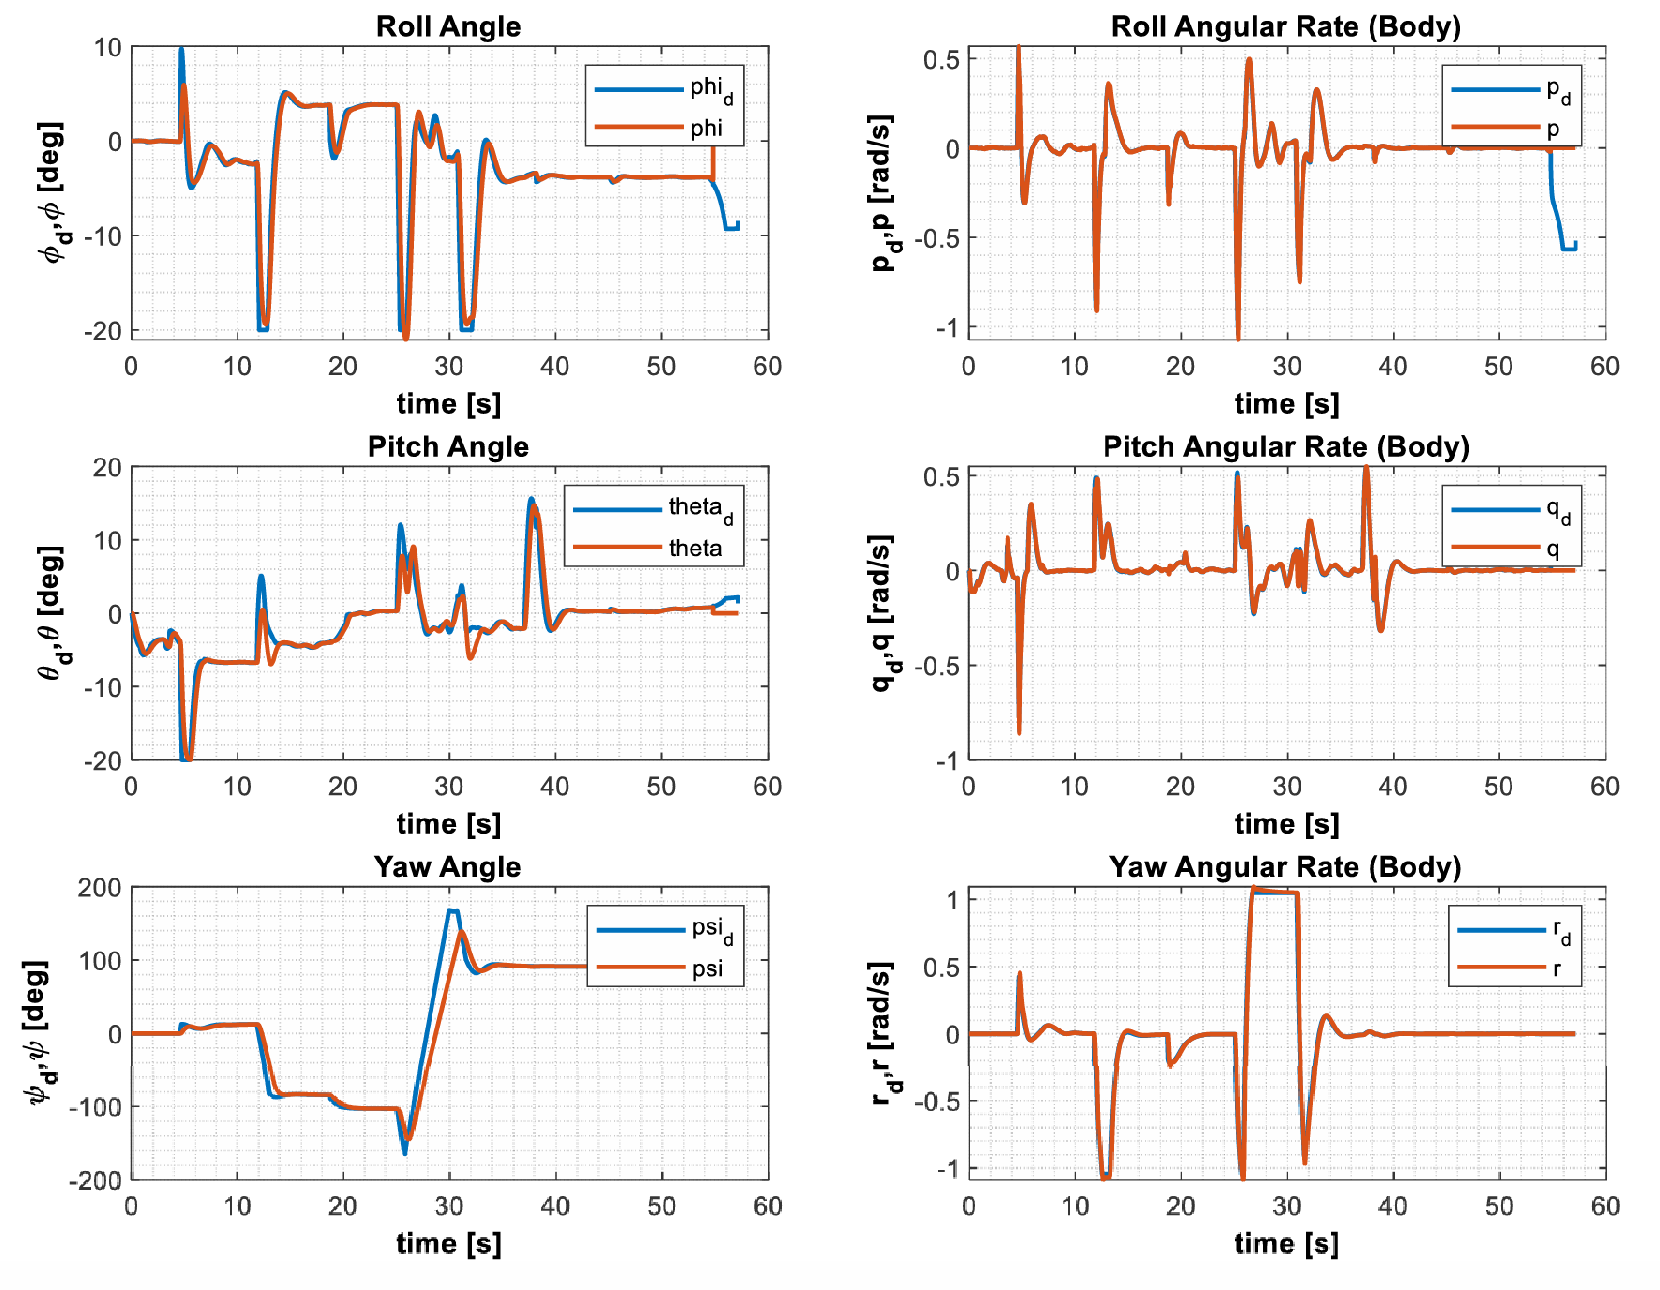 Roll Angle
10
0
-10
-20
ϕd,ϕ [deg]
phid
phi
0 10 20 30 40 50 60
time [s]
Roll Angular Rate (Body)
0.5
0
-0.5
-1
pd,p [rad/s]
pd
p
0 10 20 30 40 50 60
time [s]
Pitch Angle
20
10
0
-10
-20
θd,θ [deg]
thetad
theta
0 10 20 30 40 50 60
time [s]
Pitch Angular Rate (Body)
0.5
0
-0.5
-1
qd,q [rad/s]
qd
q
0 10 20 30 40 50 60
time [s]
Yaw Angle
200
100
0
-100
-200
ψd,ψ [deg]
psid
psi
0 10 20 30 40 50 60
time [s]
Yaw Angular Rate (Body)
1
0.5
0
-0.5
-1
rd,r [rad/s]
rd
r
0 10 20 30 40 50 60
time [s]